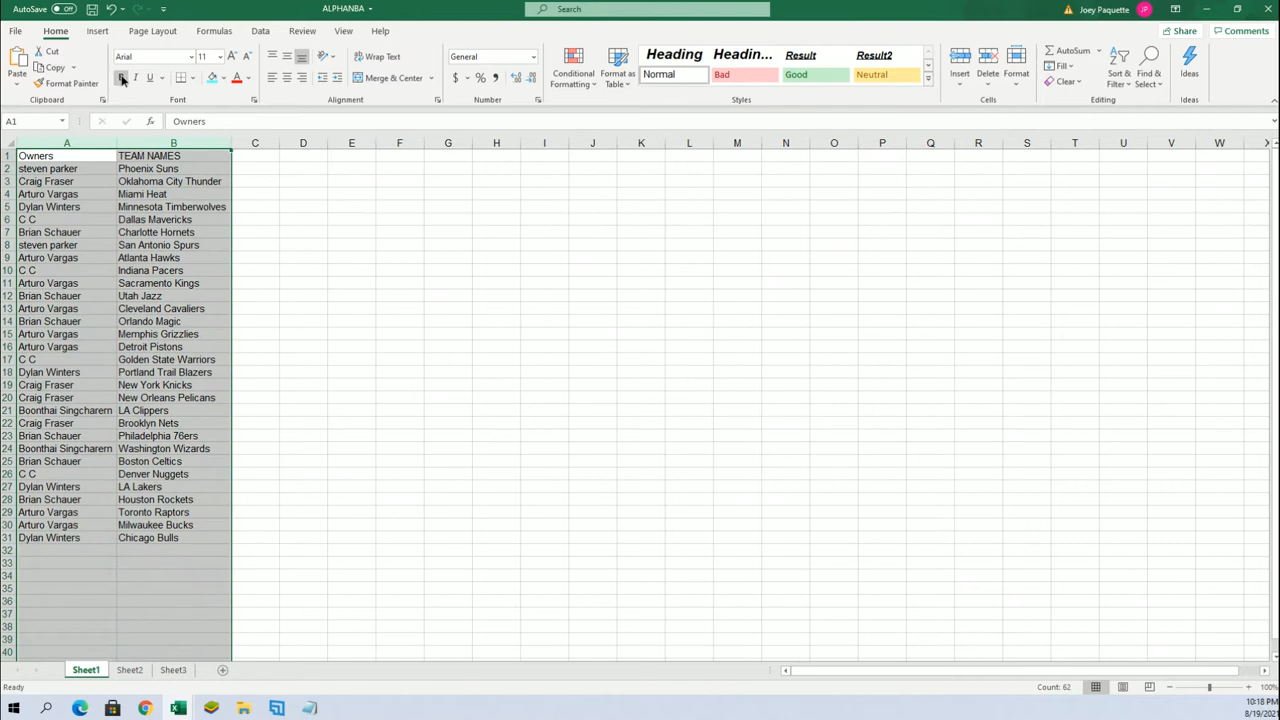 AutoSave Off ALPHANBA Search Joey Paquette JP
File Home Insert Page Layout Formulas Data Review View Help Share Comments
Paste Cut Copy Format Painter Clipboard
Arial 11 B I U A Font
Wrap Text Merge & Center Alignment
General $ % Number
Conditional Formatting Format as Table
Heading Headin... Result Result2
Normal Bad Good Neutral
Styles
Insert Delete Format Cells
AutoSum Fill Clear Sort & Filter Find & Select Editing
Ideas Ideas
A1 fx Owners
A B C D E F G H I J K L M N O P Q R S T U V W X
1 Owners TEAM NAMES
2 steven parker Phoenix Suns
3 Craig Fraser Oklahoma City Thunder
4 Arturo Vargas Miami Heat
5 Dylan Winters Minnesota Timberwolves
6 C C Dallas Mavericks
7 Brian Schauer Charlotte Hornets
8 steven parker San Antonio Spurs
9 Arturo Vargas Atlanta Hawks
10 C C Indiana Pacers
11 Arturo Vargas Sacramento Kings
12 Brian Schauer Utah Jazz
13 Arturo Vargas Cleveland Cavaliers
14 Brian Schauer Orlando Magic
15 Arturo Vargas Memphis Grizzlies
16 Arturo Vargas Detroit Pistons
17 C C Golden State Warriors
18 Dylan Winters Portland Trail Blazers
19 Craig Fraser New York Knicks
20 Craig Fraser New Orleans Pelicans
21 Boonthai Singcharern LA Clippers
22 Craig Fraser Brooklyn Nets
23 Brian Schauer Philadelphia 76ers
24 Boonthai Singcharern Washington Wizards
25 Brian Schauer Boston Celtics
26 C C Denver Nuggets
27 Dylan Winters LA Lakers
28 Brian Schauer Houston Rockets
29 Arturo Vargas Toronto Raptors
30 Arturo Vargas Milwaukee Bucks
31 Dylan Winters Chicago Bulls
32
33
34
35
36
37
38
39
40
Sheet1 Sheet2 Sheet3
Ready Count: 62 100%
10:18 PM